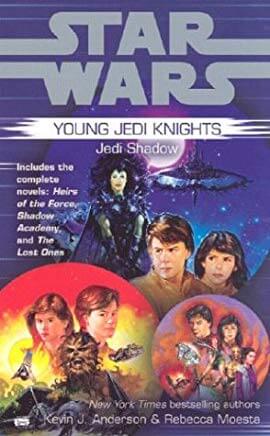 STAR
WARS
YOUNG JEDI KNIGHTS
Jedi Shadow
Includes the
complete
novels: Heirs
of the Force,
Shadow
Academy,
and The
Lost Ones
New York Times bestselling authors
Kevin J. Anderson & Rebecca Moesta